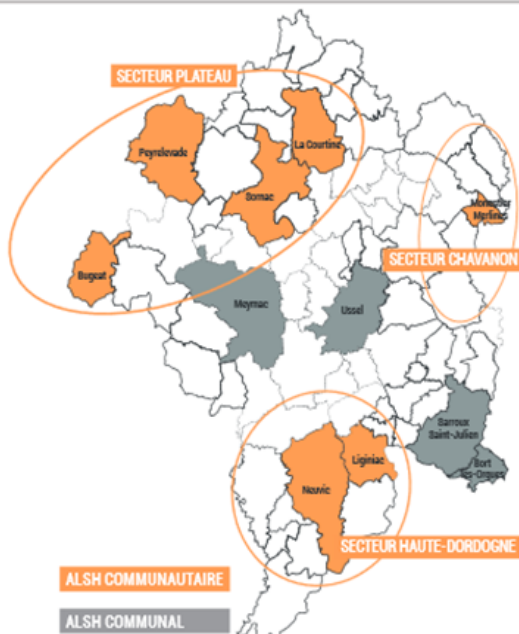 SECTEUR PLATEAU
La Courtine
Peyrelevade
Sornac
Monestier
Merlines
SECTEUR CHAVANON
Bugeat
Meymac
Ussel
Sarroux
Saint-Julien
Bort
les-Orgues
Liginiac
Neuvic
SECTEUR HAUTE-DORDOGNE
ALSH COMMUNAUTAIRE
ALSH COMMUNAL